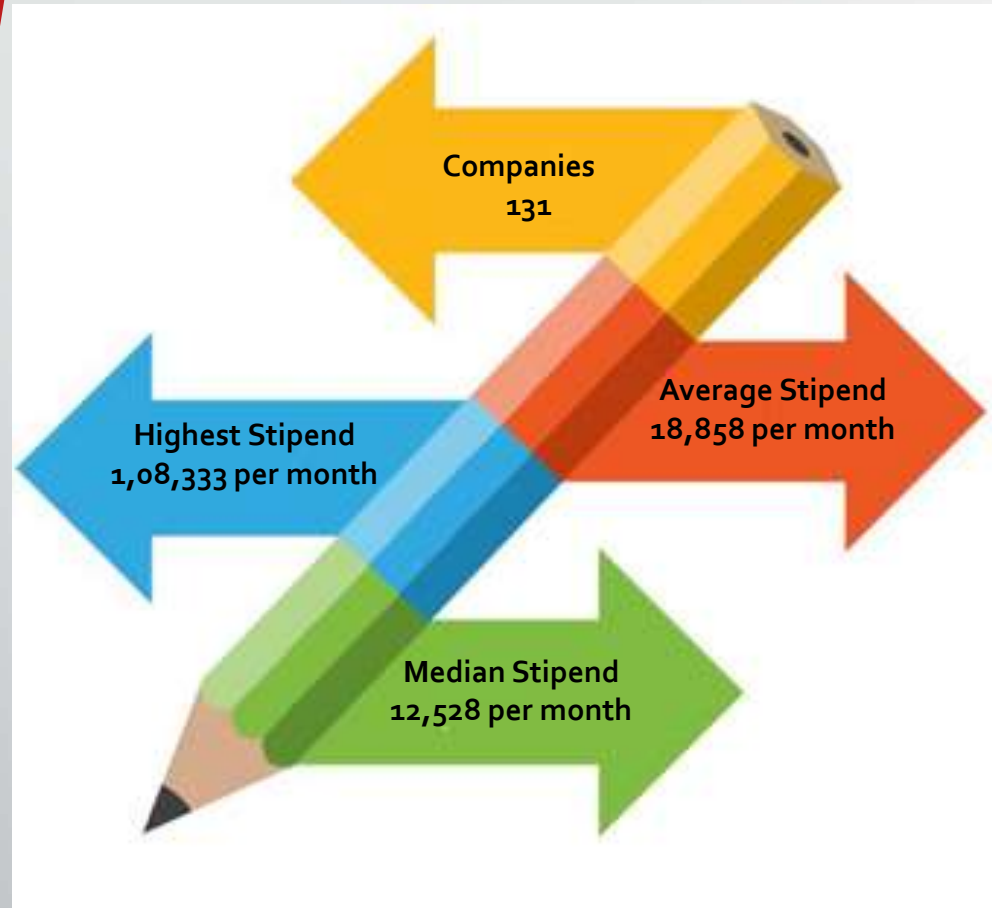 Companies
131
Average Stipend
18,858 per month
Highest Stipend
1,08,333 per month
Median Stipend
12,528 per month